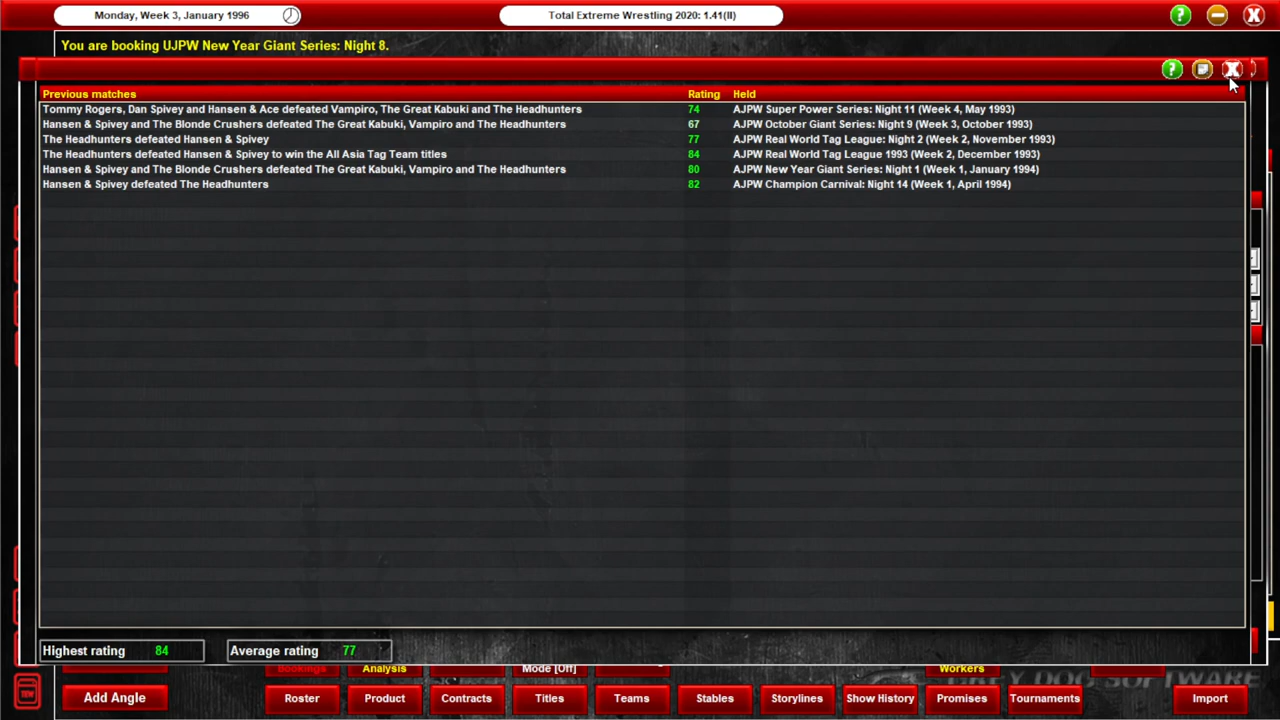 Monday, Week 3, January 1996
Total Extreme Wrestling 2020: 1.41(II)
You are booking UJPW New Year Giant Series: Night 8.
Previous matches Rating Held
Tommy Rogers, Dan Spivey and Hansen & Ace defeated Vampiro, The Great Kabuki and The Headhunters 74 AJPW Super Power Series: Night 11 (Week 4, May 1993)
Hansen & Spivey and The Blonde Crushers defeated The Great Kabuki, Vampiro and The Headhunters 67 AJPW October Giant Series: Night 9 (Week 3, October 1993)
The Headhunters defeated Hansen & Spivey 77 AJPW Real World Tag League: Night 2 (Week 2, November 1993)
The Headhunters defeated Hansen & Spivey to win the All Asia Tag Team titles 84 AJPW Real World Tag League 1993 (Week 2, December 1993)
Hansen & Spivey and The Blonde Crushers defeated The Great Kabuki, Vampiro and The Headhunters 80 AJPW New Year Giant Series: Night 1 (Week 1, January 1994)
Hansen & Spivey defeated The Headhunters 82 AJPW Champion Carnival: Night 14 (Week 1, April 1994)
Highest rating 84 Average rating 77
Bookings Analysis Mode [Off] Workers
GREY DOG SOFTWARE
Add Angle Roster Product Contracts Titles Teams Stables Storylines Show History Promises Tournaments Import